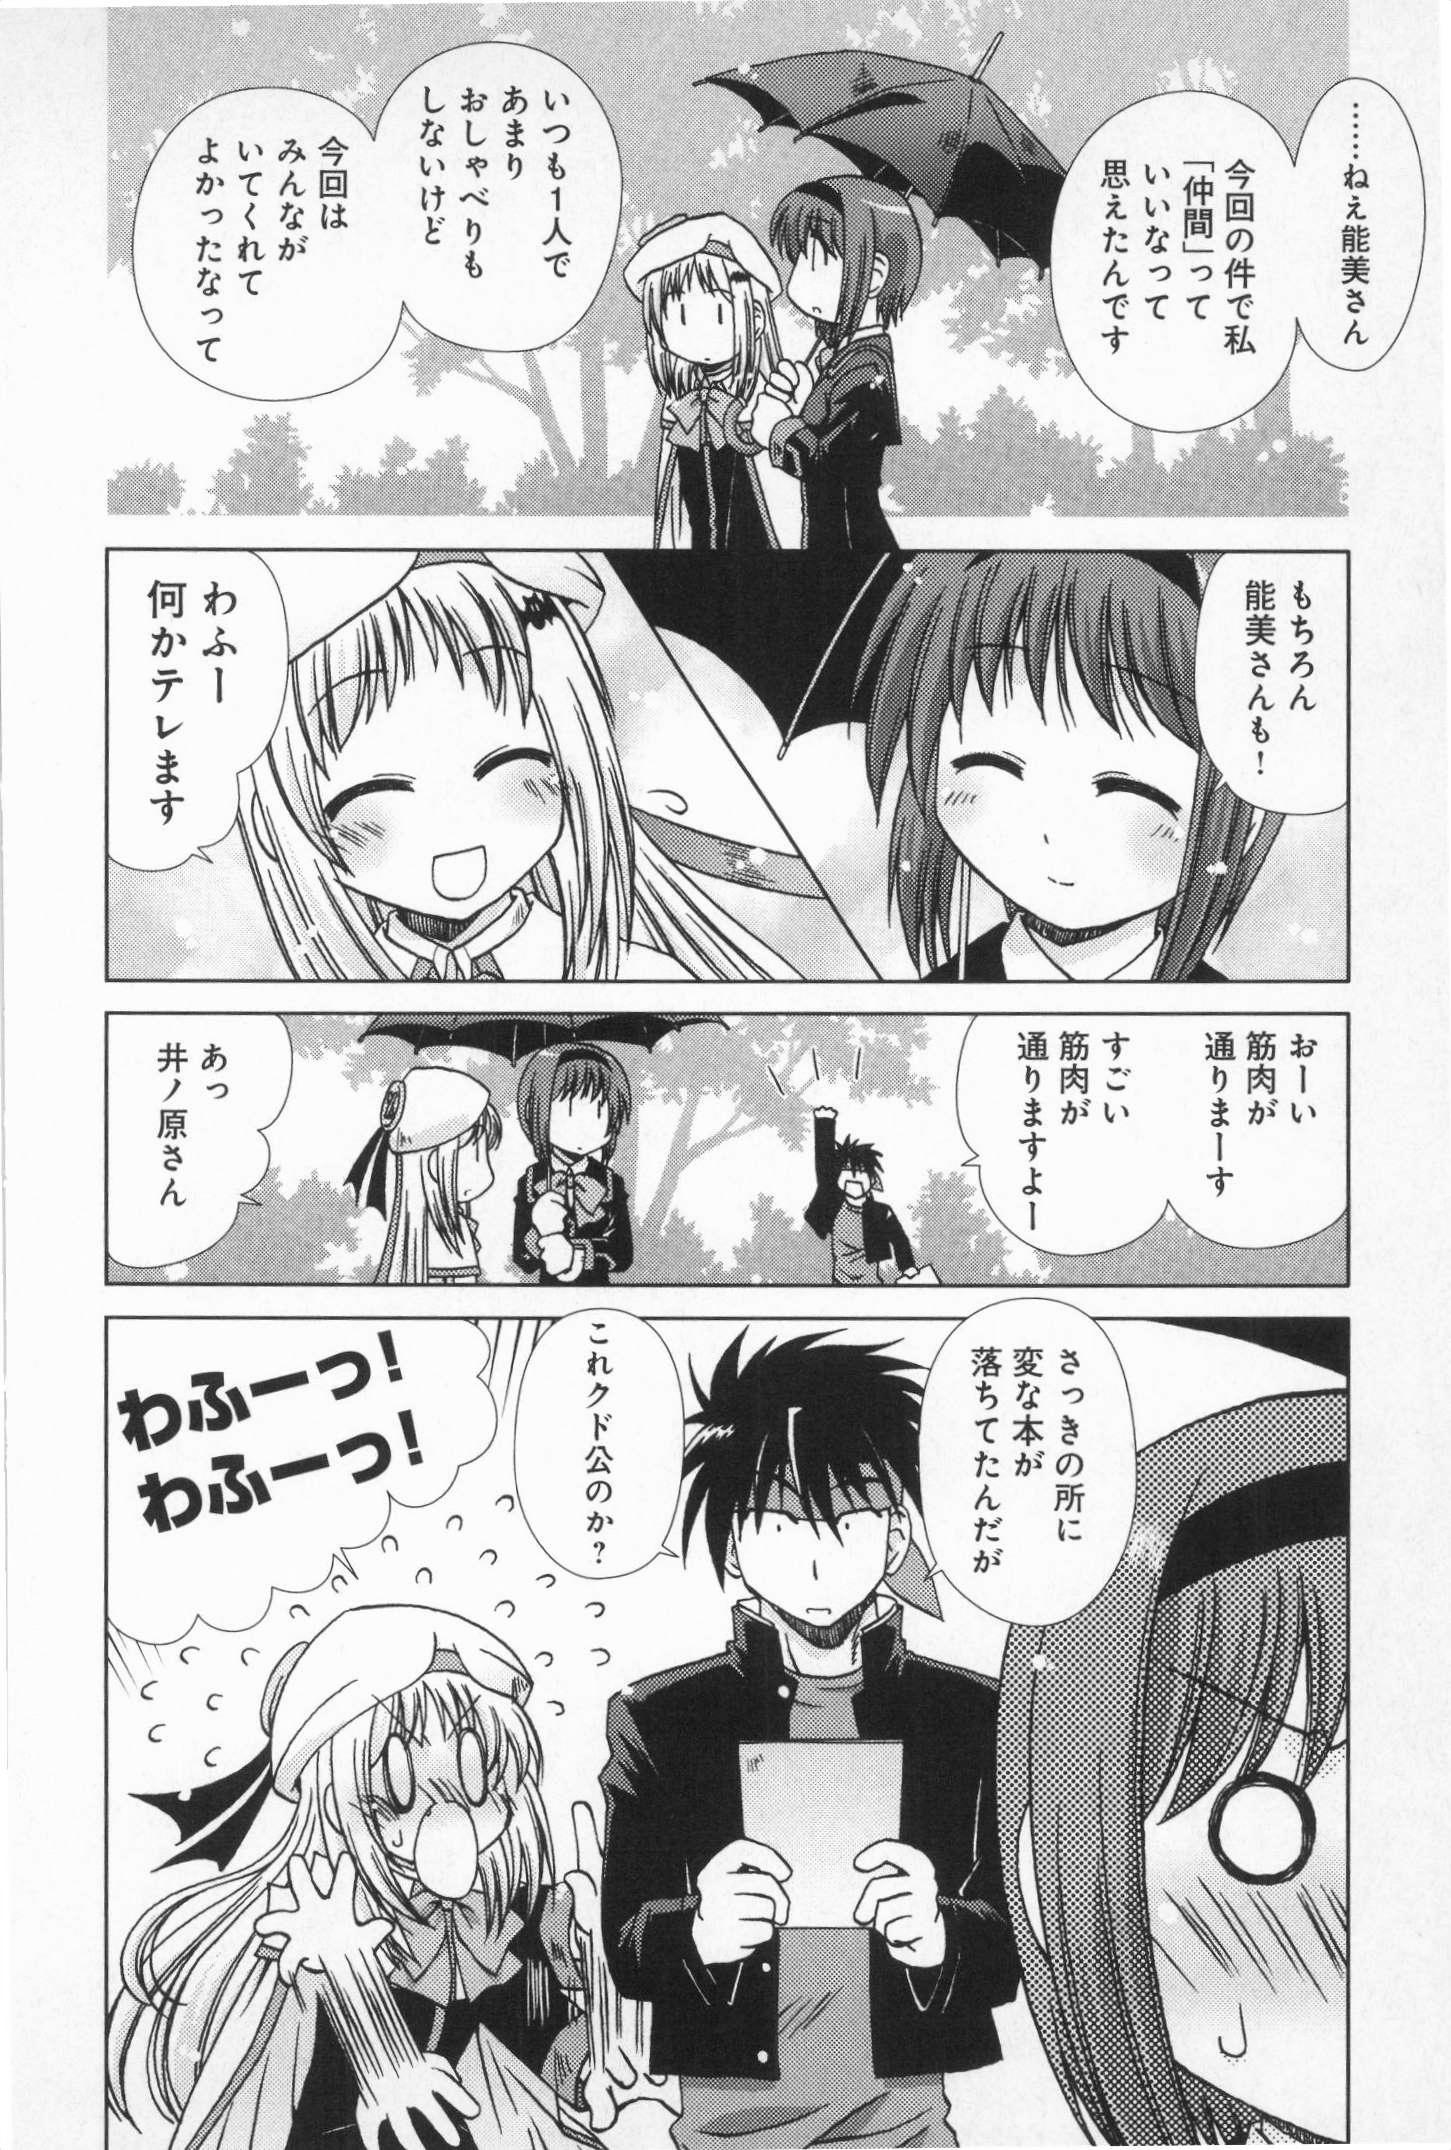 ……ねえ能美さん
今回の件で私
「仲間」って
いいなって
思えたんです
いつも1人で
あまり
おしゃべりも
しないけど
今回は
みんなが
いてくれて
よかったなって
もちろん
能美さんも！
わふー
何かテレます
おーい
筋肉が
通りまーす
すごい
筋肉が
通りますよー
あっ
井ノ原さん
さっきの所に
変な本が
落ちてたんだが
これクド公のか？
わふーっ！
わふーっ！